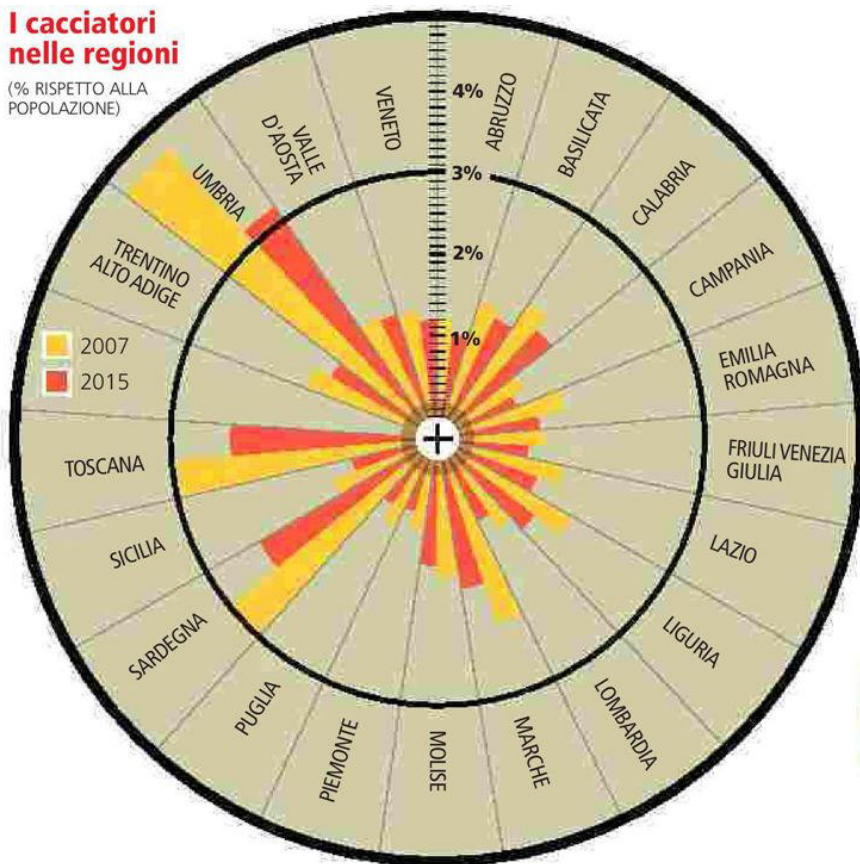 I cacciatori
nelle regioni
(% RISPETTO ALLA
POPOLAZIONE)
4%
3%
2%
1%
ABRUZZO
BASILICATA
CALABRIA
CAMPANIA
EMILIA
ROMAGNA
FRIULI VENEZIA
GIULIA
LAZIO
LIGURIA
LOMBARDIA
MARCHE
MOLISE
PIEMONTE
PUGLIA
SARDEGNA
SICILIA
TOSCANA
TRENTINO
ALTO ADIGE
UMBRIA
VALLE
D'AOSTA
VENETO
2007
2015